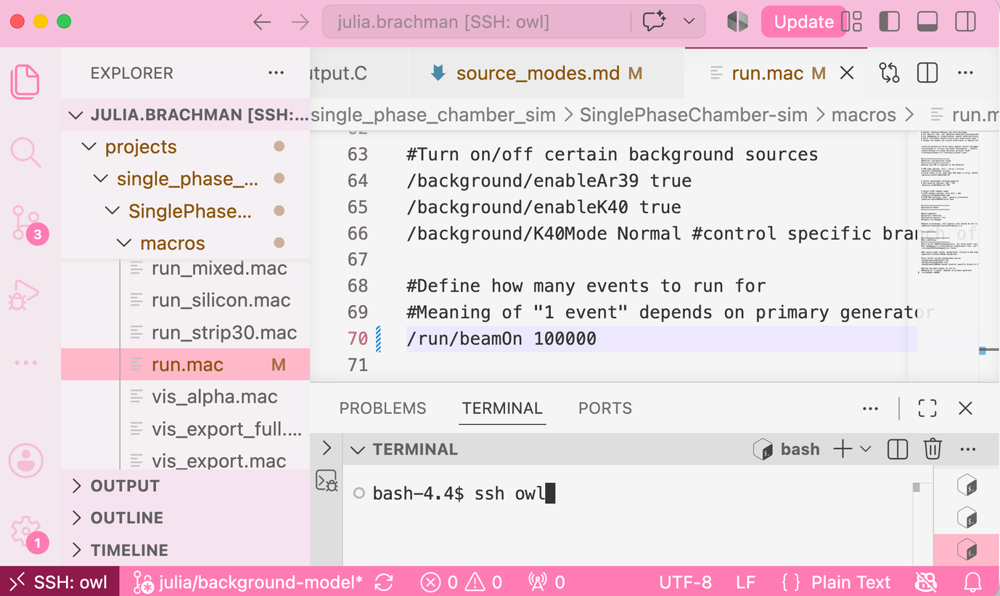 julia.brachman [SSH: owl]
Update
EXPLORER
utput.C
source_modes.md M
run.mac M
JULIA.BRACHMAN [SSH:...
single_phase_chamber_sim > SinglePhaseChamber-sim > macros > run.m
projects
single_phase_...
SinglePhase...
macros
run_mixed.mac
run_silicon.mac
run_strip30.mac
run.mac M
vis_alpha.mac
vis_export_full....
vis_export.mac
OUTPUT
OUTLINE
TIMELINE
3
1
62
63 #Turn on/off certain background sources
64 /background/enableAr39 true
65 /background/enableK40 true
66 /background/K40Mode Normal #control specific branch of
67
68 #Define how many events to run for
69 #Meaning of "1 event" depends on primary generator
70 /run/beamOn 100000
71
PROBLEMS TERMINAL PORTS
TERMINAL
bash
bash-4.4$ ssh owl
SSH: owl
julia/background-model*
0 0 0
UTF-8 LF { } Plain Text